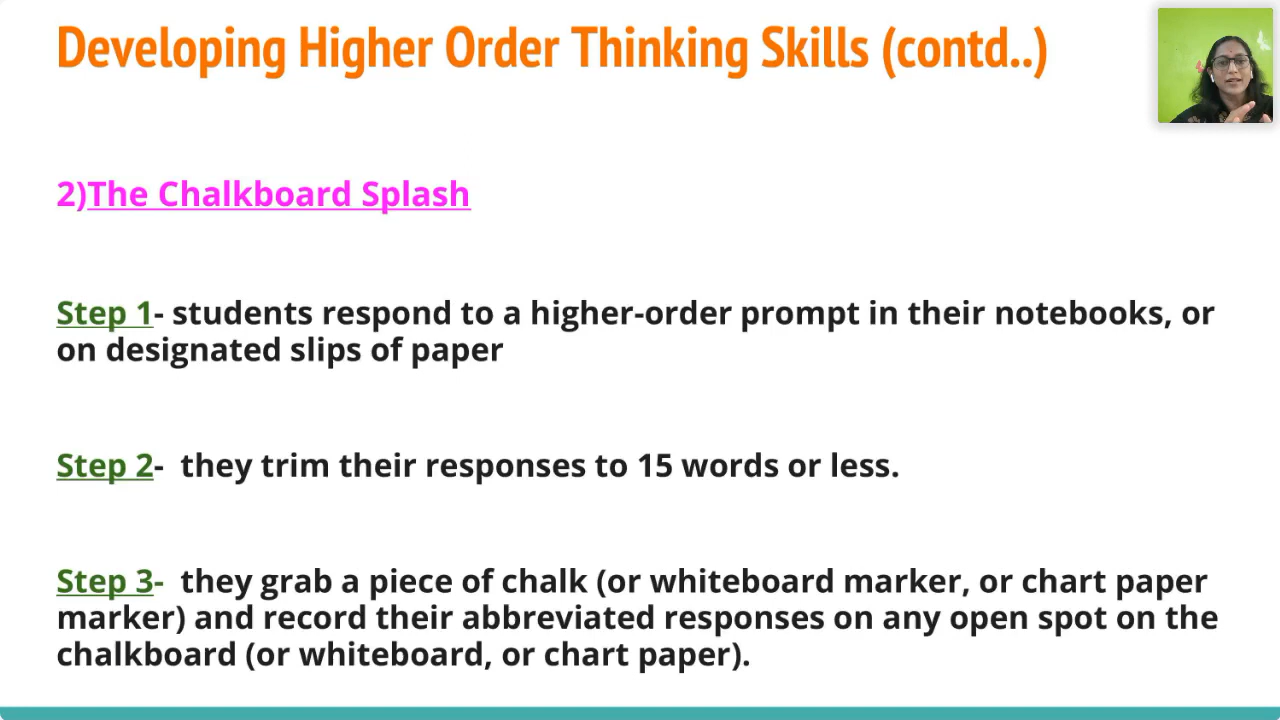 Developing Higher Order Thinking Skills (contd..)
2)The Chalkboard Splash
Step 1- students respond to a higher-order prompt in their notebooks, or
on designated slips of paper
Step 2-  they trim their responses to 15 words or less.
Step 3-  they grab a piece of chalk (or whiteboard marker, or chart paper
marker) and record their abbreviated responses on any open spot on the
chalkboard (or whiteboard, or chart paper).